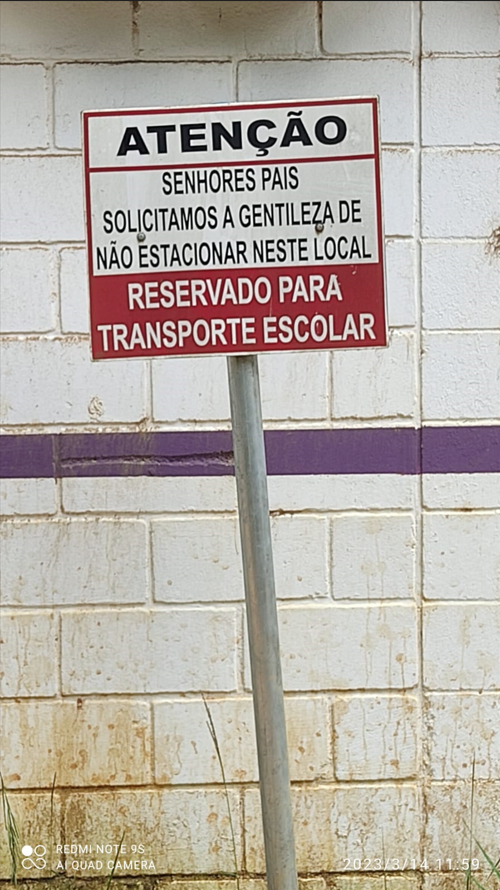 ATENÇÃO
SENHORES PAIS
SOLICITAMOS A GENTILEZA DE
NÃO ESTACIONAR NESTE LOCAL
RESERVADO PARA
TRANSPORTE ESCOLAR
REDMI NOTE 9S
AI QUAD CAMERA
2023/3/14 11:59